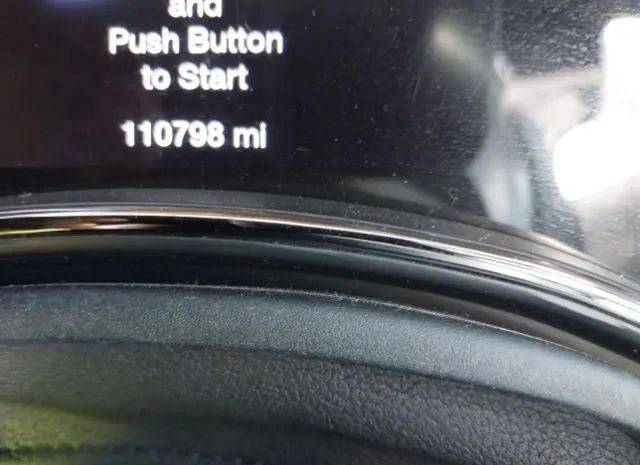 and
Push Button
to Start
110798 mi